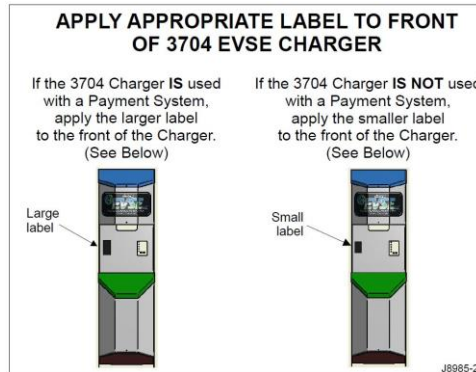 APPLY APPROPRIATE LABEL TO FRONT
OF 3704 EVSE CHARGER
If the 3704 Charger IS used
with a Payment System,
apply the larger label
to the front of the Charger.
(See Below)
Large
label
If the 3704 Charger IS NOT used
with a Payment System,
apply the smaller label
to the front of the Charger.
(See Below)
Small
label
J8985-2